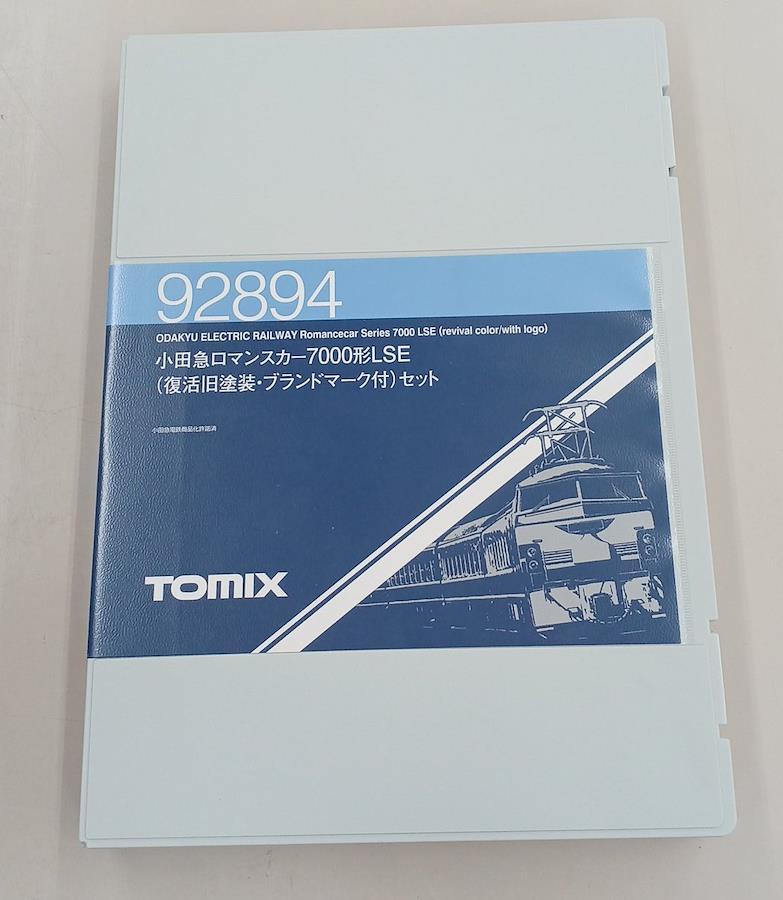 92894
ODAKYU ELECTRIC RAILWAY Romancecar Series 7000 LSE (revival color/with logo)
小田急ロマンスカー7000形LSE
(復活旧塗装・ブランドマーク付)セット
小田急電鉄商品化許諾済
TOMIX